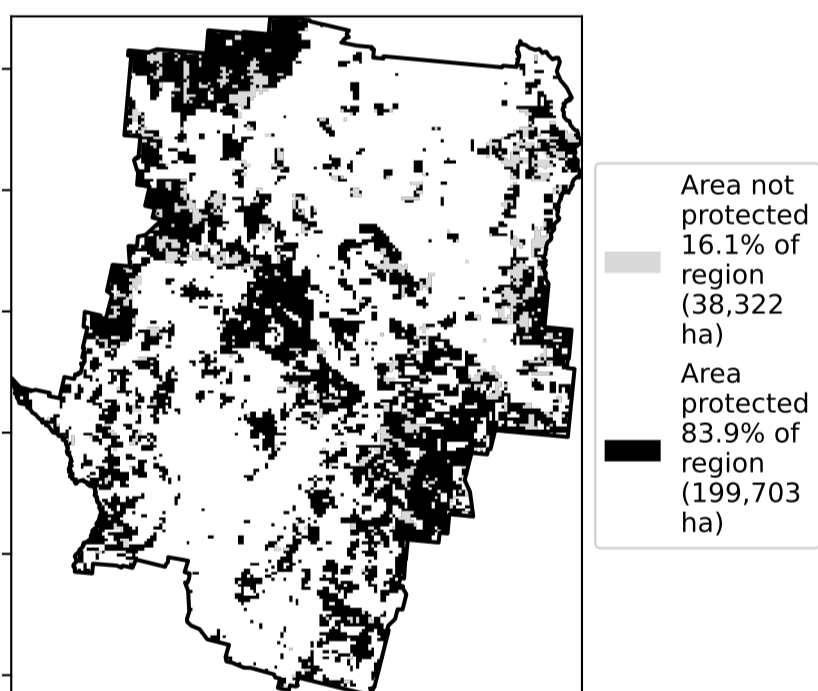 Area not
protected
16.1% of
region
(38,322
ha)
Area
protected
83.9% of
region
(199,703
ha)